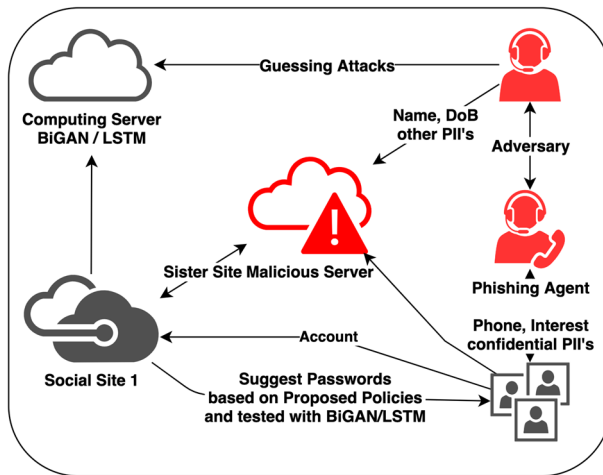 Guessing Attacks
Computing Server
BiGAN / LSTM
Name, DoB
other PII's
Adversary
Sister Site Malicious Server
Phishing Agent
Phone, Interest
confidential PII's
Account
Social Site 1
Suggest Passwords
based on Proposed Policies
and tested with BiGAN/LSTM